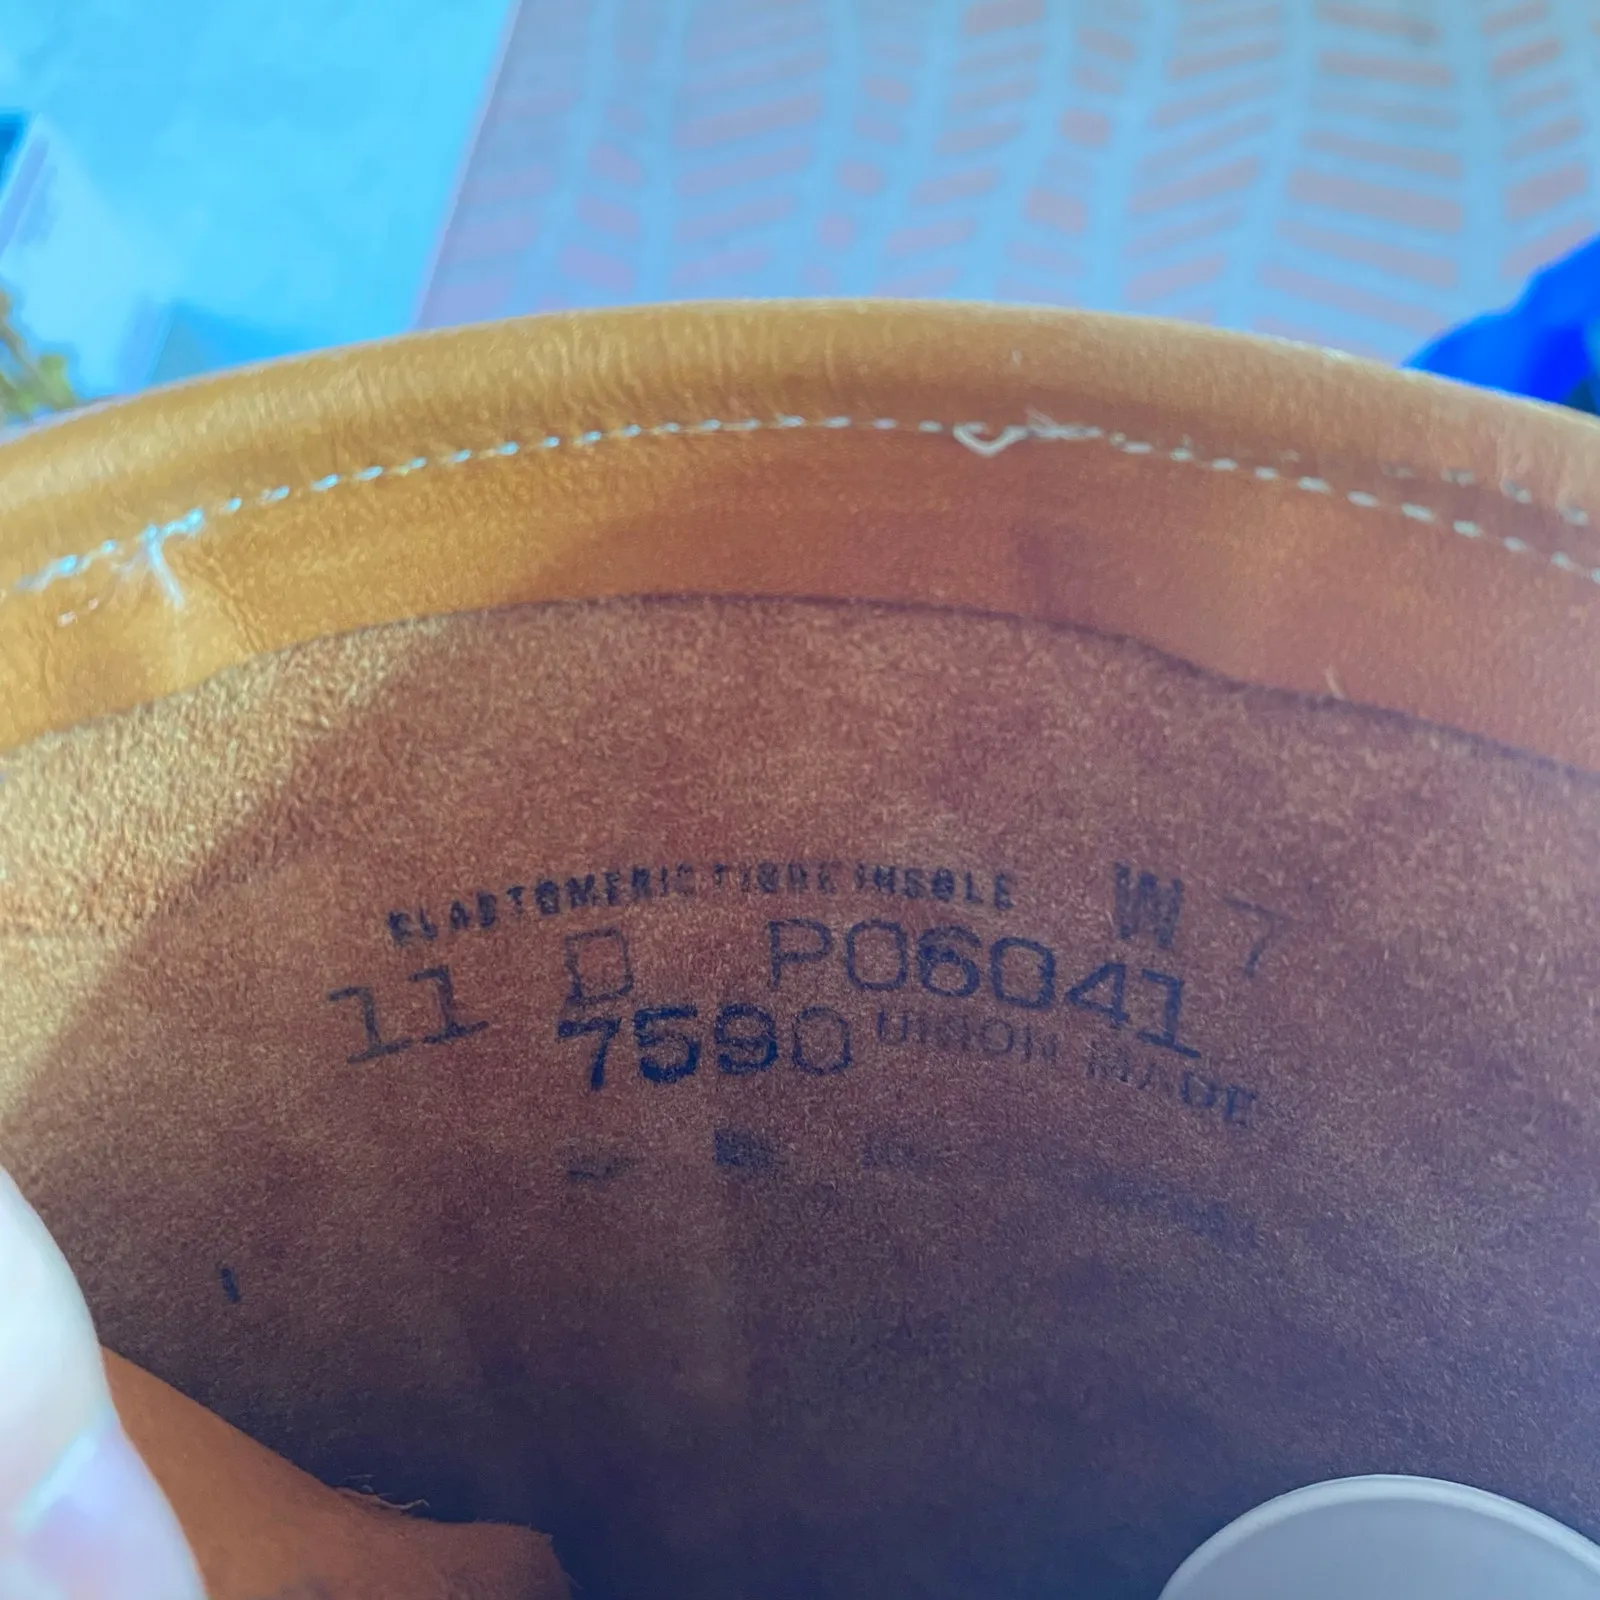 ELASTOMERIC FIBRE INSOLE W 7
11 D P06041
7590 UNION MADE